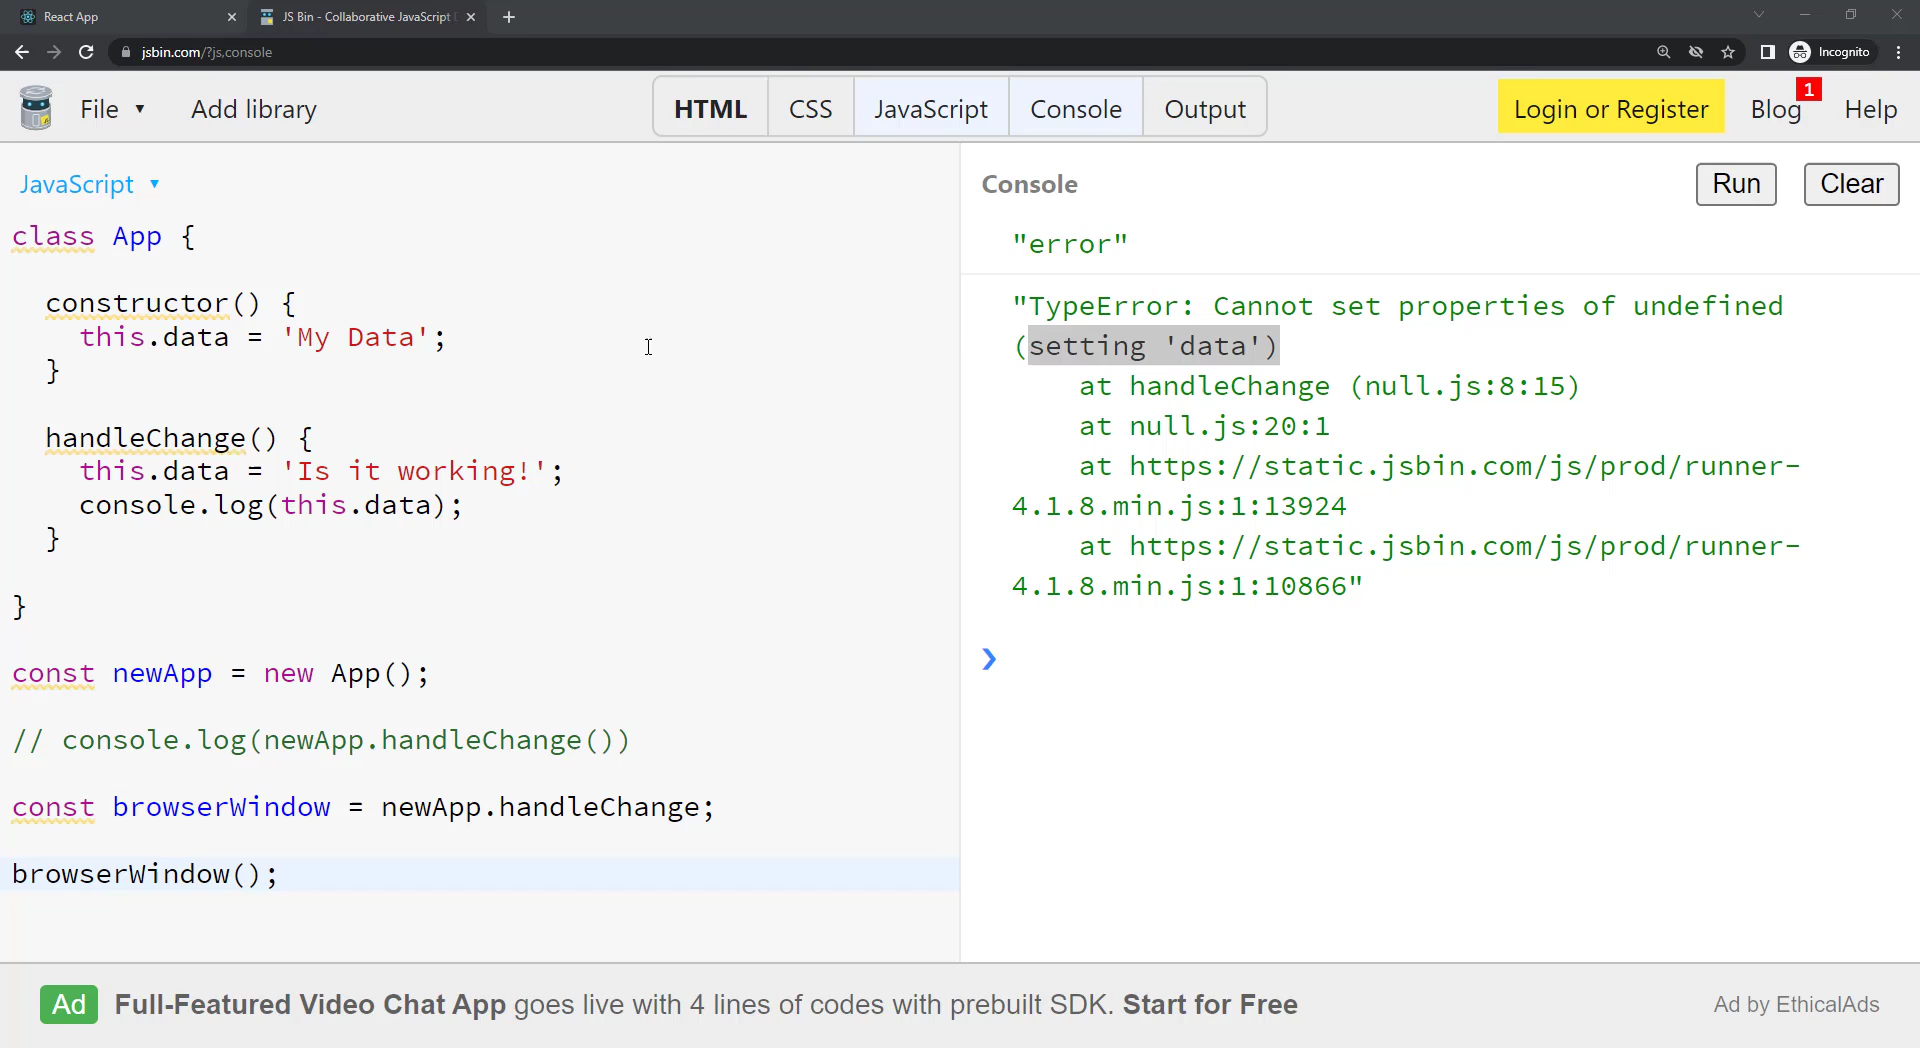 React App
JS Bin - Collaborative JavaScript
jsbin.com/?js,console
Incognito
File ▼
Add library
HTML
CSS
JavaScript
Console
Output
Login or Register
Blog
1
Help
JavaScript ▼
class App {
constructor() {
this.data = 'My Data';
}
handleChange() {
this.data = 'Is it working!';
console.log(this.data);
}
}
const newApp = new App();
// console.log(newApp.handleChange())
const browserWindow = newApp.handleChange;
browserWindow();
Console
Run
Clear
"error"
"TypeError: Cannot set properties of undefined
(setting 'data')
at handleChange (null.js:8:15)
at null.js:20:1
at https://static.jsbin.com/js/prod/runner-
4.1.8.min.js:1:13924
at https://static.jsbin.com/js/prod/runner-
4.1.8.min.js:1:10866"
Ad
Full-Featured Video Chat App goes live with 4 lines of codes with prebuilt SDK. Start for Free
Ad by EthicalAds